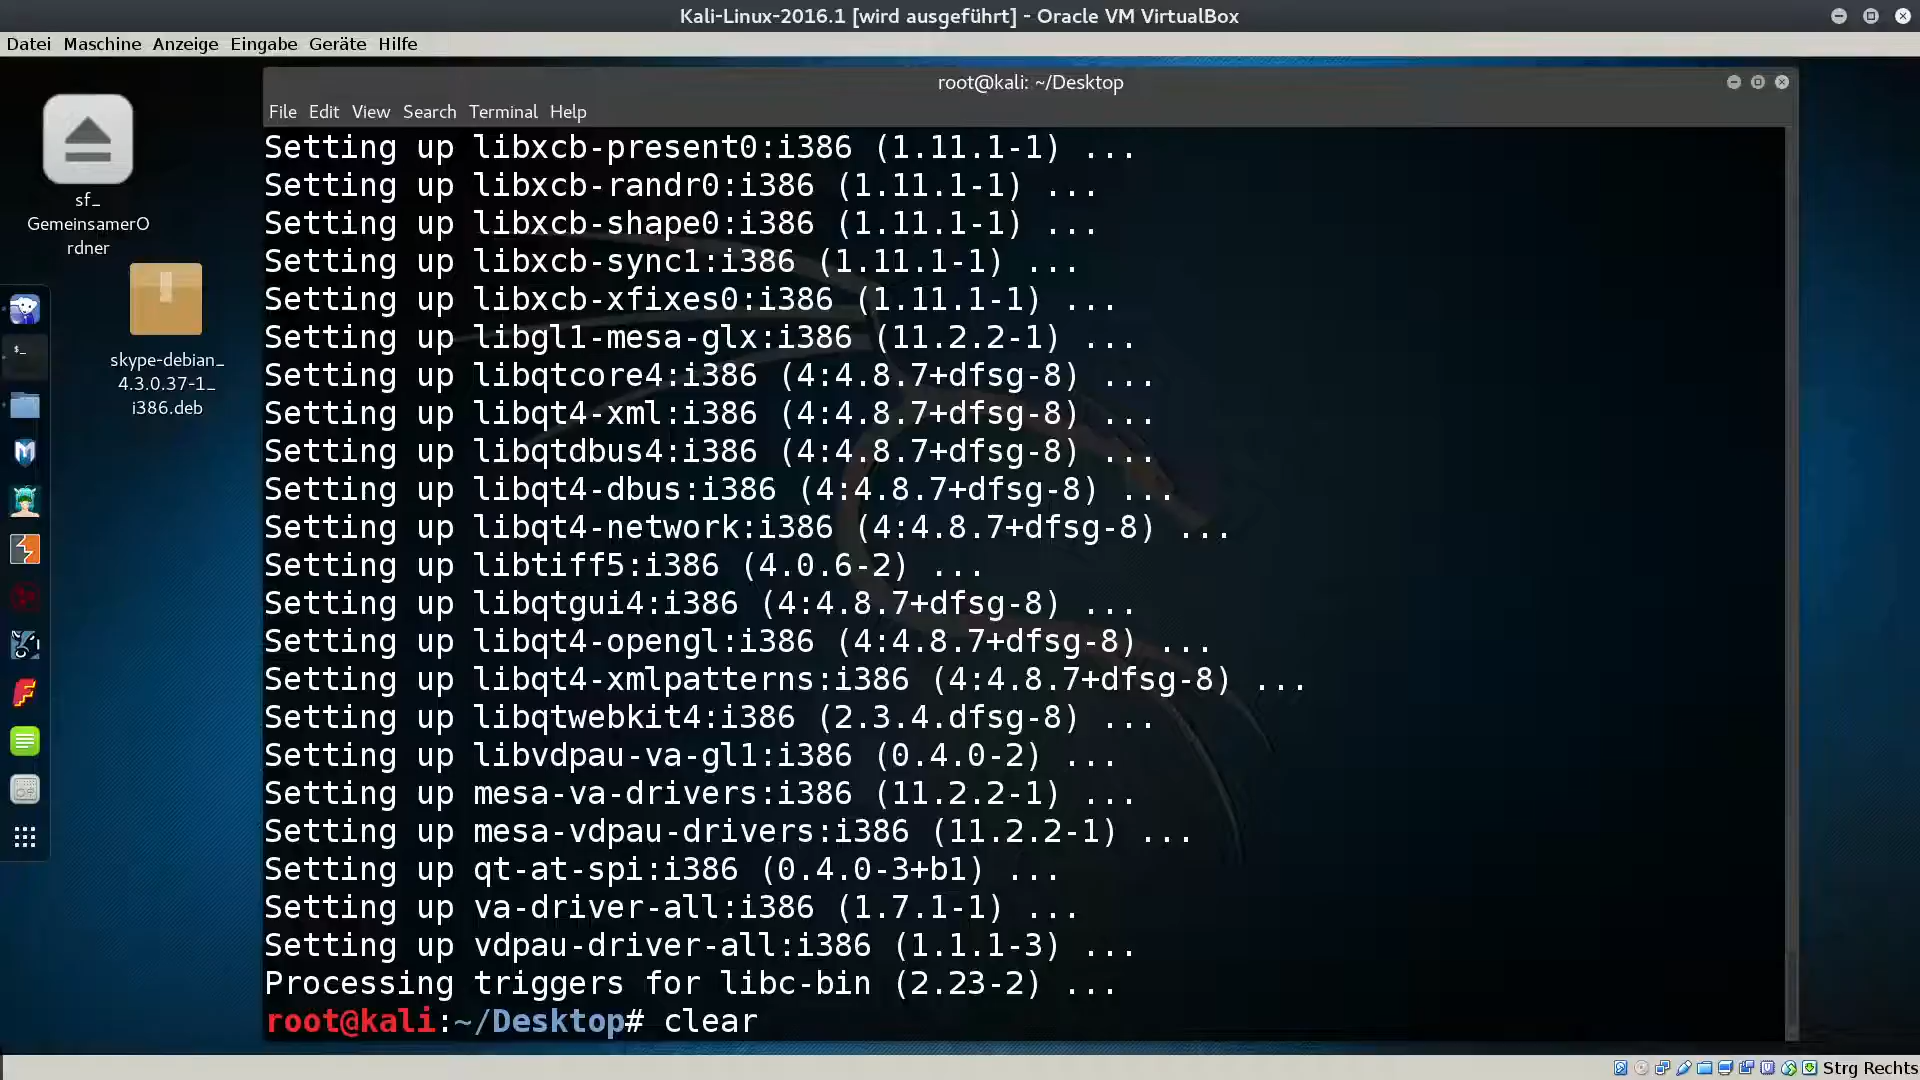 Kali-Linux-2016.1 [wird ausgeführt] - Oracle VM VirtualBox
Datei Maschine Anzeige Eingabe Geräte Hilfe
root@kali: ~/Desktop
File Edit View Search Terminal Help
sf_
GemeinsamerO
rdner
skype-debian_
4.3.0.37-1_
i386.deb
Setting up libxcb-present0:i386 (1.11.1-1) ...
Setting up libxcb-randr0:i386 (1.11.1-1) ...
Setting up libxcb-shape0:i386 (1.11.1-1) ...
Setting up libxcb-sync1:i386 (1.11.1-1) ...
Setting up libxcb-xfixes0:i386 (1.11.1-1) ...
Setting up libgl1-mesa-glx:i386 (11.2.2-1) ...
Setting up libqtcore4:i386 (4:4.8.7+dfsg-8) ...
Setting up libqt4-xml:i386 (4:4.8.7+dfsg-8) ...
Setting up libqtdbus4:i386 (4:4.8.7+dfsg-8) ...
Setting up libqt4-dbus:i386 (4:4.8.7+dfsg-8) ...
Setting up libqt4-network:i386 (4:4.8.7+dfsg-8) ...
Setting up libtiff5:i386 (4.0.6-2) ...
Setting up libqtgui4:i386 (4:4.8.7+dfsg-8) ...
Setting up libqt4-opengl:i386 (4:4.8.7+dfsg-8) ...
Setting up libqt4-xmlpatterns:i386 (4:4.8.7+dfsg-8) ...
Setting up libqtwebkit4:i386 (2.3.4.dfsg-8) ...
Setting up libvdpau-va-gl1:i386 (0.4.0-2) ...
Setting up mesa-va-drivers:i386 (11.2.2-1) ...
Setting up mesa-vdpau-drivers:i386 (11.2.2-1) ...
Setting up qt-at-spi:i386 (0.4.0-3+b1) ...
Setting up va-driver-all:i386 (1.7.1-1) ...
Setting up vdpau-driver-all:i386 (1.1.1-3) ...
Processing triggers for libc-bin (2.23-2) ...
root@kali:~/Desktop# clear
Strg Rechts